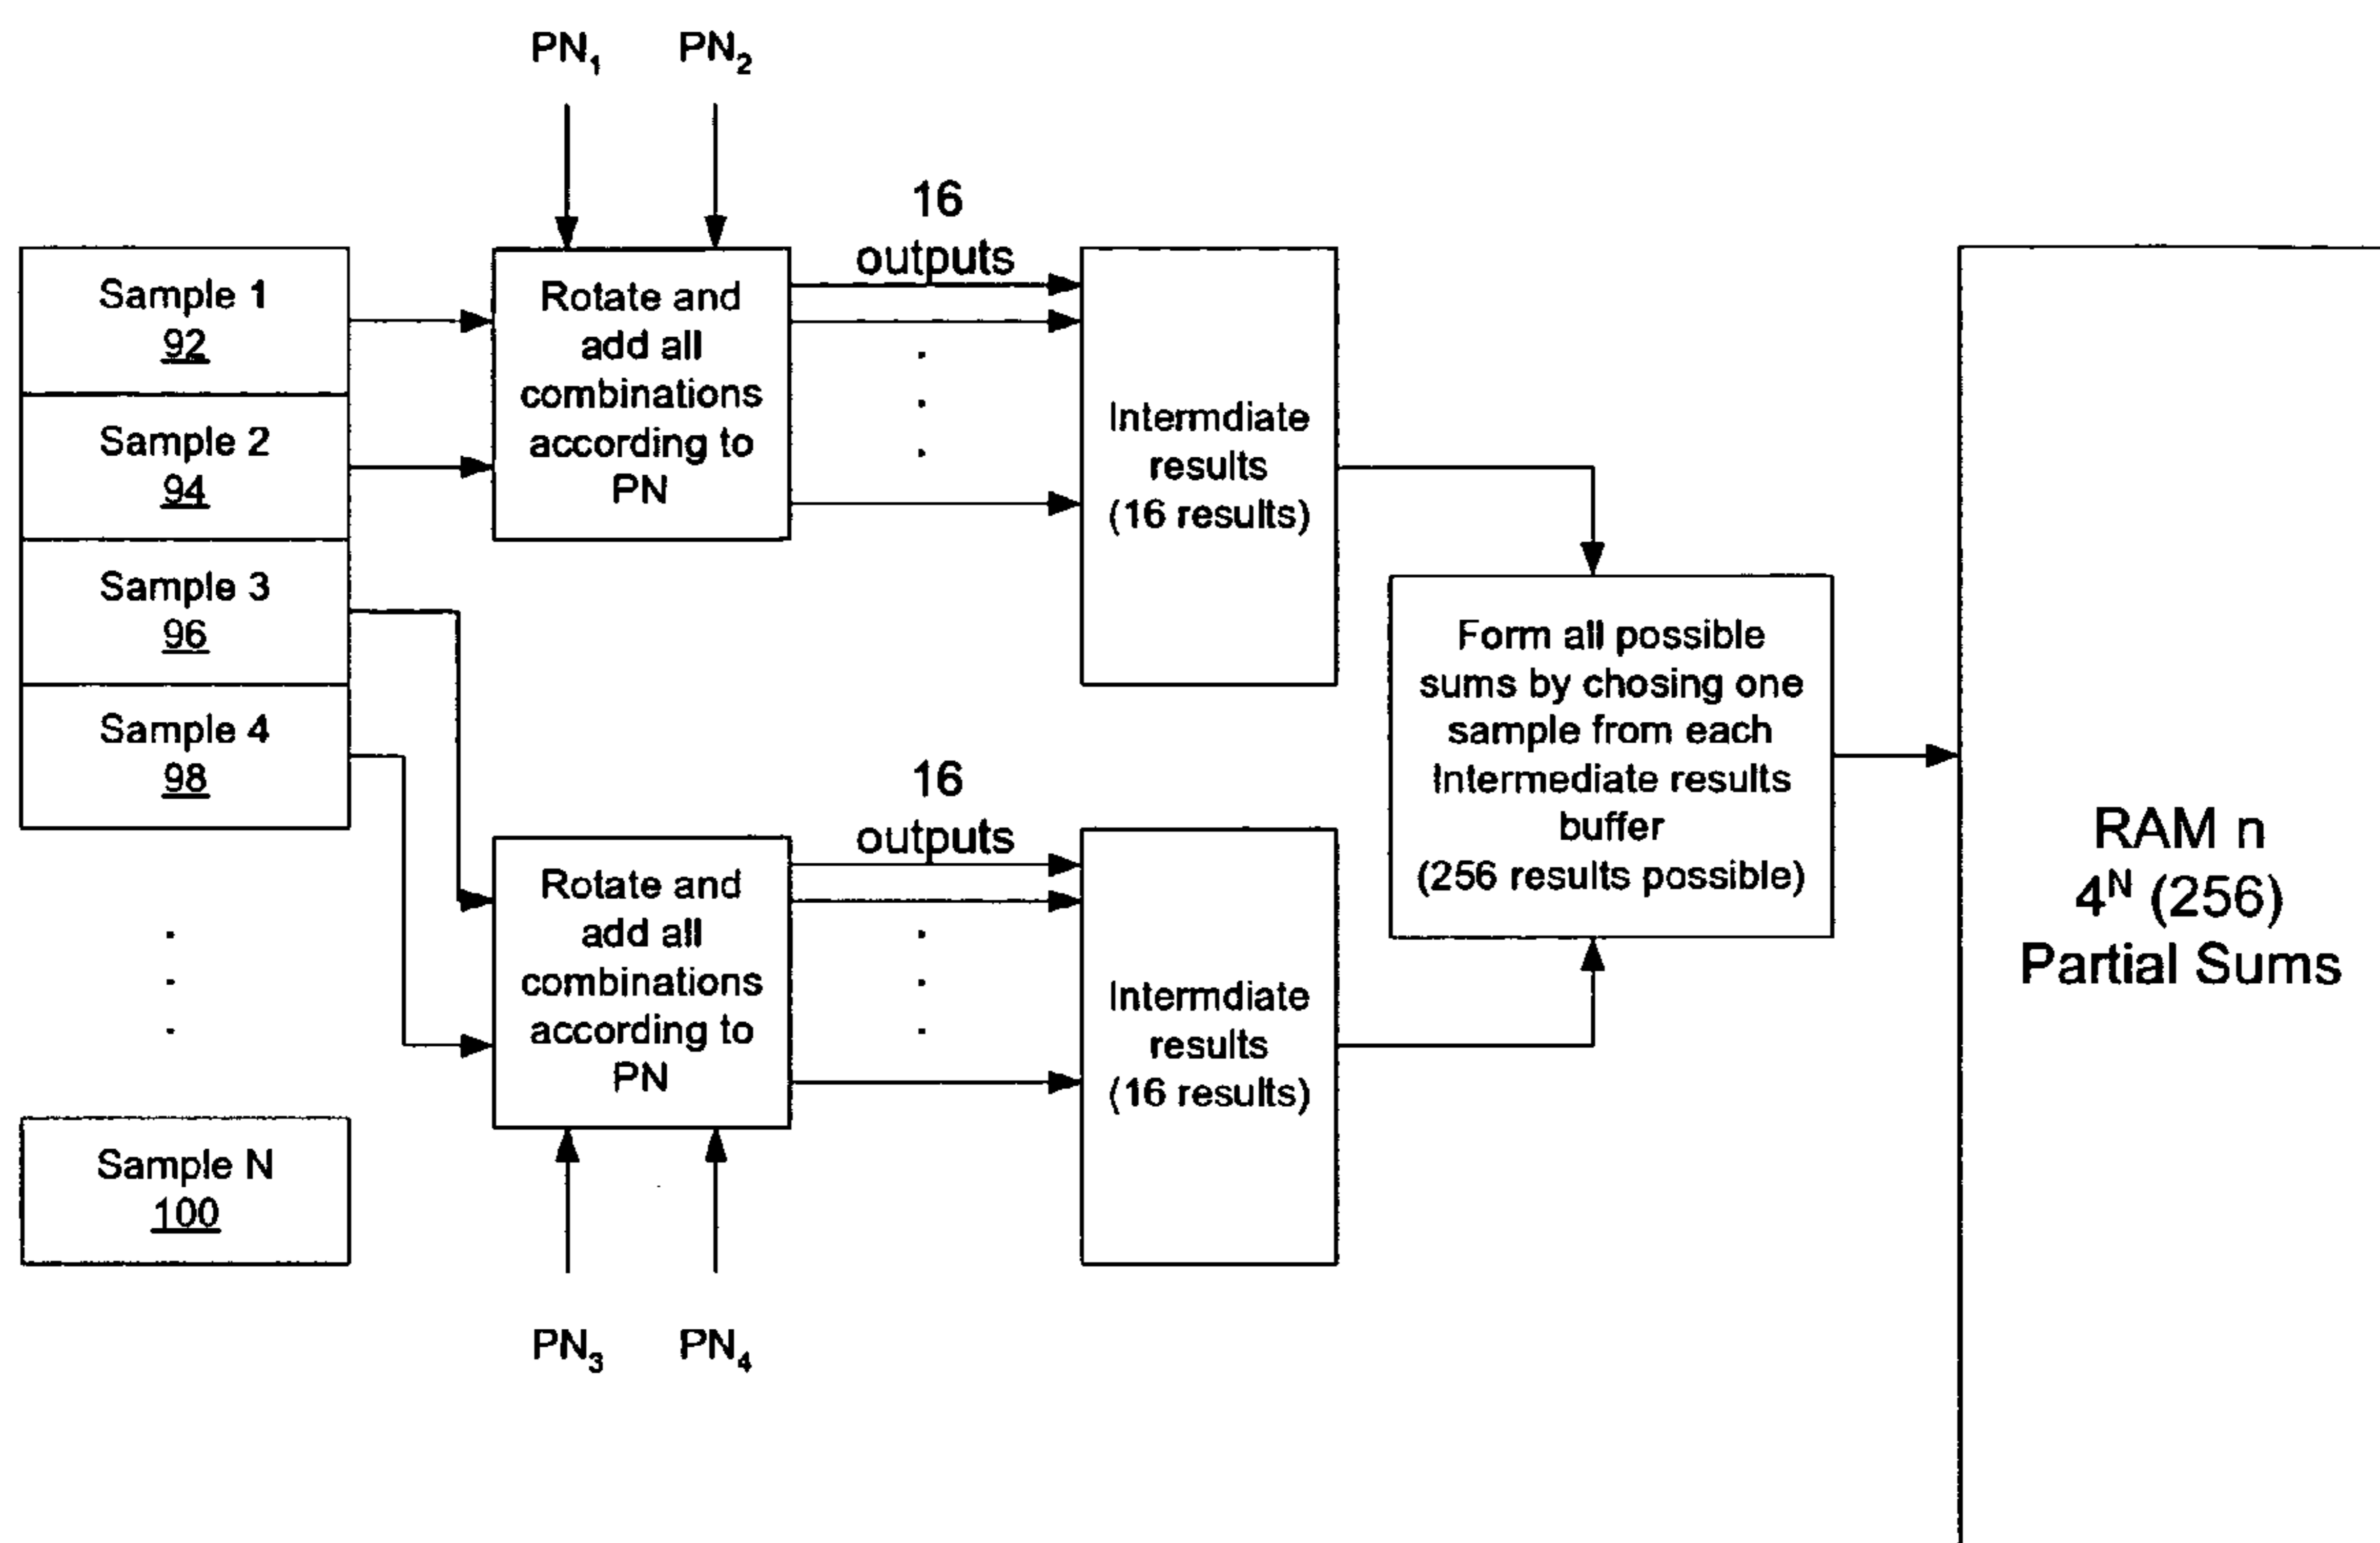 PN₁ PN₂
Sample 1
92
Sample 2
94
Sample 3
96
Sample 4
98
Sample N
100
Rotate and
add all
combinations
according to
PN
16
outputs
Intermdiate
results
(16 results)
Rotate and
add all
combinations
according to
PN
16
outputs
Intermdiate
results
(16 results)
PN₃ PN₄
Form all possible
sums by chosing one
sample from each
Intermediate results
buffer
(256 results possible)
RAM n
4ᴺ (256)
Partial Sums